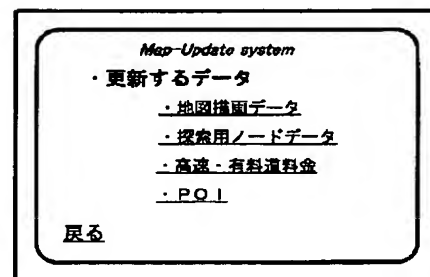 Map-Update system
・更新するデータ
・地図描画データ
・探索用ノードデータ
・高速・有料道料金
・ＰＯＩ
戻る